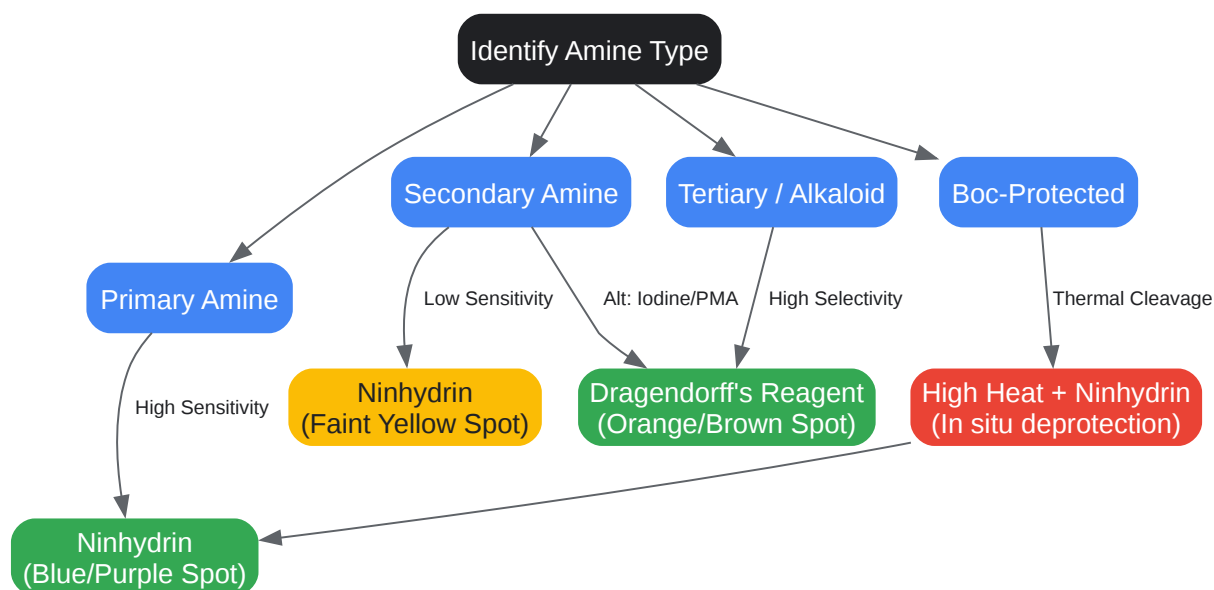 Identify Amine Type
Secondary Amine
Tertiary / Alkaloid
Boc-Protected
Primary Amine
Low Sensitivity
Alt: Iodine/PMA
High Selectivity
Thermal Cleavage
High Sensitivity
Ninhydrin
(Faint Yellow Spot)
Dragendorff's Reagent
(Orange/Brown Spot)
High Heat + Ninhydrin
(In situ deprotection)
Ninhydrin
(Blue/Purple Spot)